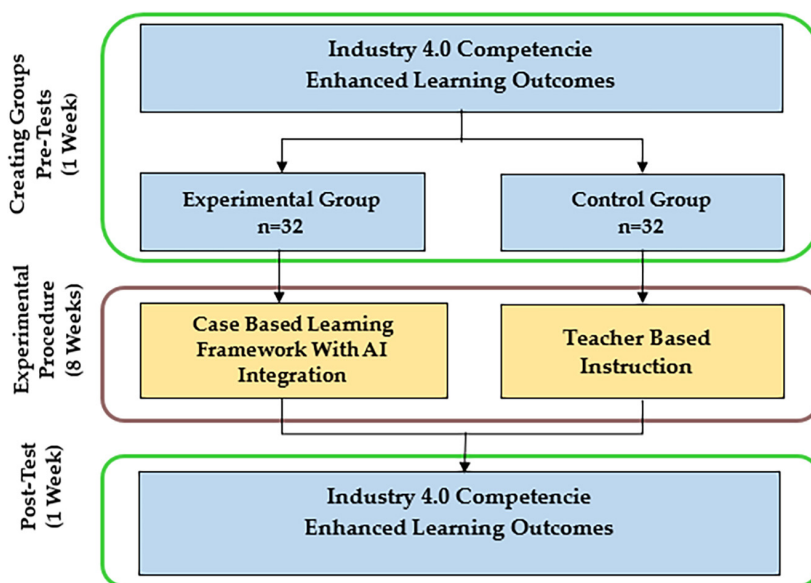 Creating Groups
Pre-Tests
(1 Week)
Industry 4.0 Competencie
Enhanced Learning Outcomes
Experimental Group
n=32
Control Group
n=32
Experimental
Procedure
(8 Weeks)
Case Based Learning
Framework With AI
Integration
Teacher Based
Instruction
Post-Test
(1 Week)
Industry 4.0 Competencie
Enhanced Learning Outcomes